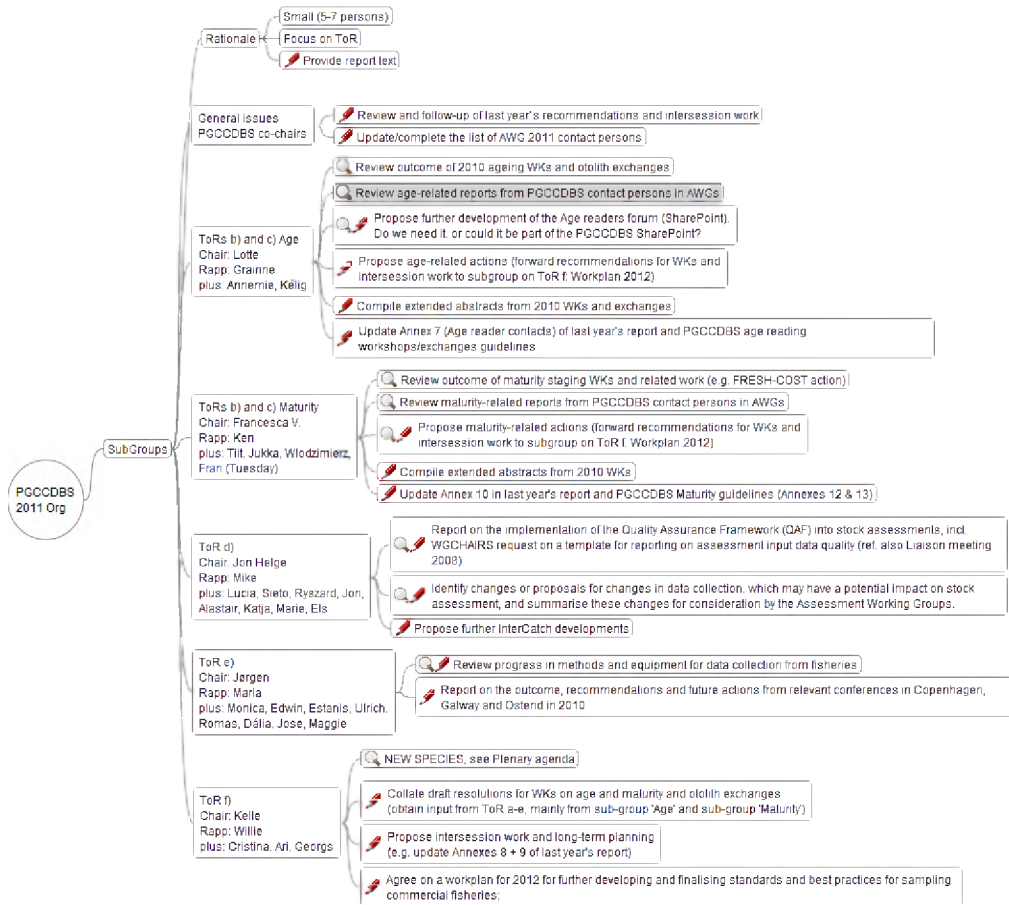 PGCCDBS
2011 Org
SubGroups
Rationale
Small (5-7 persons)
Focus on ToR
Provide report text
General issues
PGCCDBS co-chairs
Review and follow-up of last year's recommendations and intersession work
Update/complete the list of AWG 2011 contact persons
ToRs b) and c) Age
Chair: Lotte
Rapp: Grainne
plus: Annemie, Kélig
Review outcome of 2010 ageing WKs and otolith exchanges
Review age-related reports from PGCCDBS contact persons in AWGs
Propose further development of the Age readers forum (SharePoint).
Do we need it, or could it be part of the PGCCDBS SharePoint?
Propose age-related actions (forward recommendations for WKs and
intersession work to subgroup on ToR f: Workplan 2012)
Compile extended abstracts from 2010 WKs and exchanges
Update Annex 7 (Age reader contacts) of last year's report and PGCCDBS age reading
workshops/exchanges guidelines
ToRs b) and c) Maturity
Chair: Francesca V.
Rapp: Ken
plus: Tiit, Jukka, Wlodzimierz,
Fran (Tuesday)
Review outcome of maturity staging WKs and related work (e.g. FRESH-COST action)
Review maturity-related reports from PGCCDBS contact persons in AWGs
Propose maturity-related actions (forward recommendations for WKs and
intersession work to subgroup on ToR f: Workplan 2012)
Compile extended abstracts from 2010 WKs
Update Annex 10 in last year's report and PGCCDBS Maturity guidelines (Annexes 12 & 13)
ToR d)
Chair: Jon Helge
Rapp: Mike
plus: Lucia, Sieto, Ryszard, Jon,
Alastair, Katja, Marie, Els
Report on the implementation of the Quality Assurance Framework (QAF) into stock assessments, incl.
WGCHAIRS request on a template for reporting on assessment input data quality (ref. also Liaison meeting
2008)
Identify changes or proposals for changes in data collection, which may have a potential impact on stock
assessment, and summarise these changes for consideration by the Assessment Working Groups.
Propose further InterCatch developments
ToR e)
Chair: Jørgen
Rapp: Maria
plus: Monica, Edwin, Estanis, Ulrich,
Romas, Dália, Jose, Maggie
Review progress in methods and equipment for data collection from fisheries
Report on the outcome, recommendations and future actions from relevant conferences in Copenhagen,
Galway and Ostend in 2010
ToR f)
Chair: Kelle
Rapp: Willie
plus: Cristina, Ari, Georgs
NEW SPECIES, see Plenary agenda
Collate draft resolutions for WKs on age and maturity and otolith exchanges
(obtain input from ToR a-e, mainly from sub-group 'Age' and sub-group 'Maturity')
Propose intersession work and long-term planning
(e.g. update Annexes 8 + 9 of last year's report)
Agree on a workplan for 2012 for further developing and finalising standards and best practices for sampling
commercial fisheries;